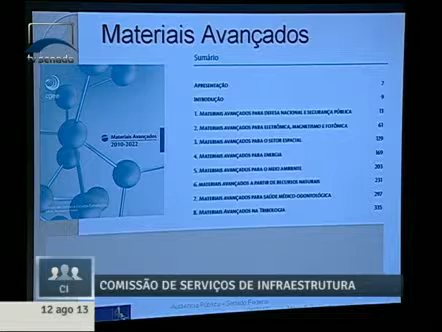 Materiais Avançados
tv senado
Sumário
APRESENTAÇÃO 7
INTRODUÇÃO 9
1. MATERIAIS AVANÇADOS PARA DEFESA NACIONAL E SEGURANÇA PÚBLICA 13
2. MATERIAIS AVANÇADOS PARA ELETRÔNICA, MAGNETISMO E FOTÔNICA 61
3. MATERIAIS AVANÇADOS PARA O SETOR ESPACIAL 129
4. MATERIAIS AVANÇADOS PARA ENERGIA 169
5. MATERIAIS AVANÇADOS PARA O MEIO AMBIENTE 203
6. MATERIAIS AVANÇADOS A PARTIR DE RECURSOS NATURAIS 231
7. MATERIAIS AVANÇADOS PARA SAÚDE MÉDICO-ODONTOLÓGICA 297
8. MATERIAIS AVANÇADOS NA TRIBOLOGIA 335
cgee
Materiais Avançados
2010-2022
CI
COMISSÃO DE SERVIÇOS DE INFRAESTRUTURA
12 ago 13
Audiência Pública - Senado Federal